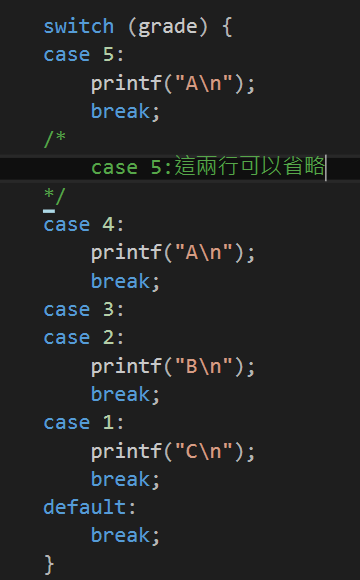 switch (grade) {
case 5:
    printf("A\n");
    break;
/*
    case 5:這兩行可以省略
*/
case 4:
    printf("A\n");
    break;
case 3:
case 2:
    printf("B\n");
    break;
case 1:
    printf("C\n");
    break;
default:
    break;
}